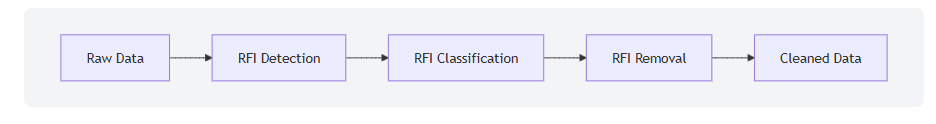 Raw Data
RFI Detection
RFI Classification
RFI Removal
Cleaned Data